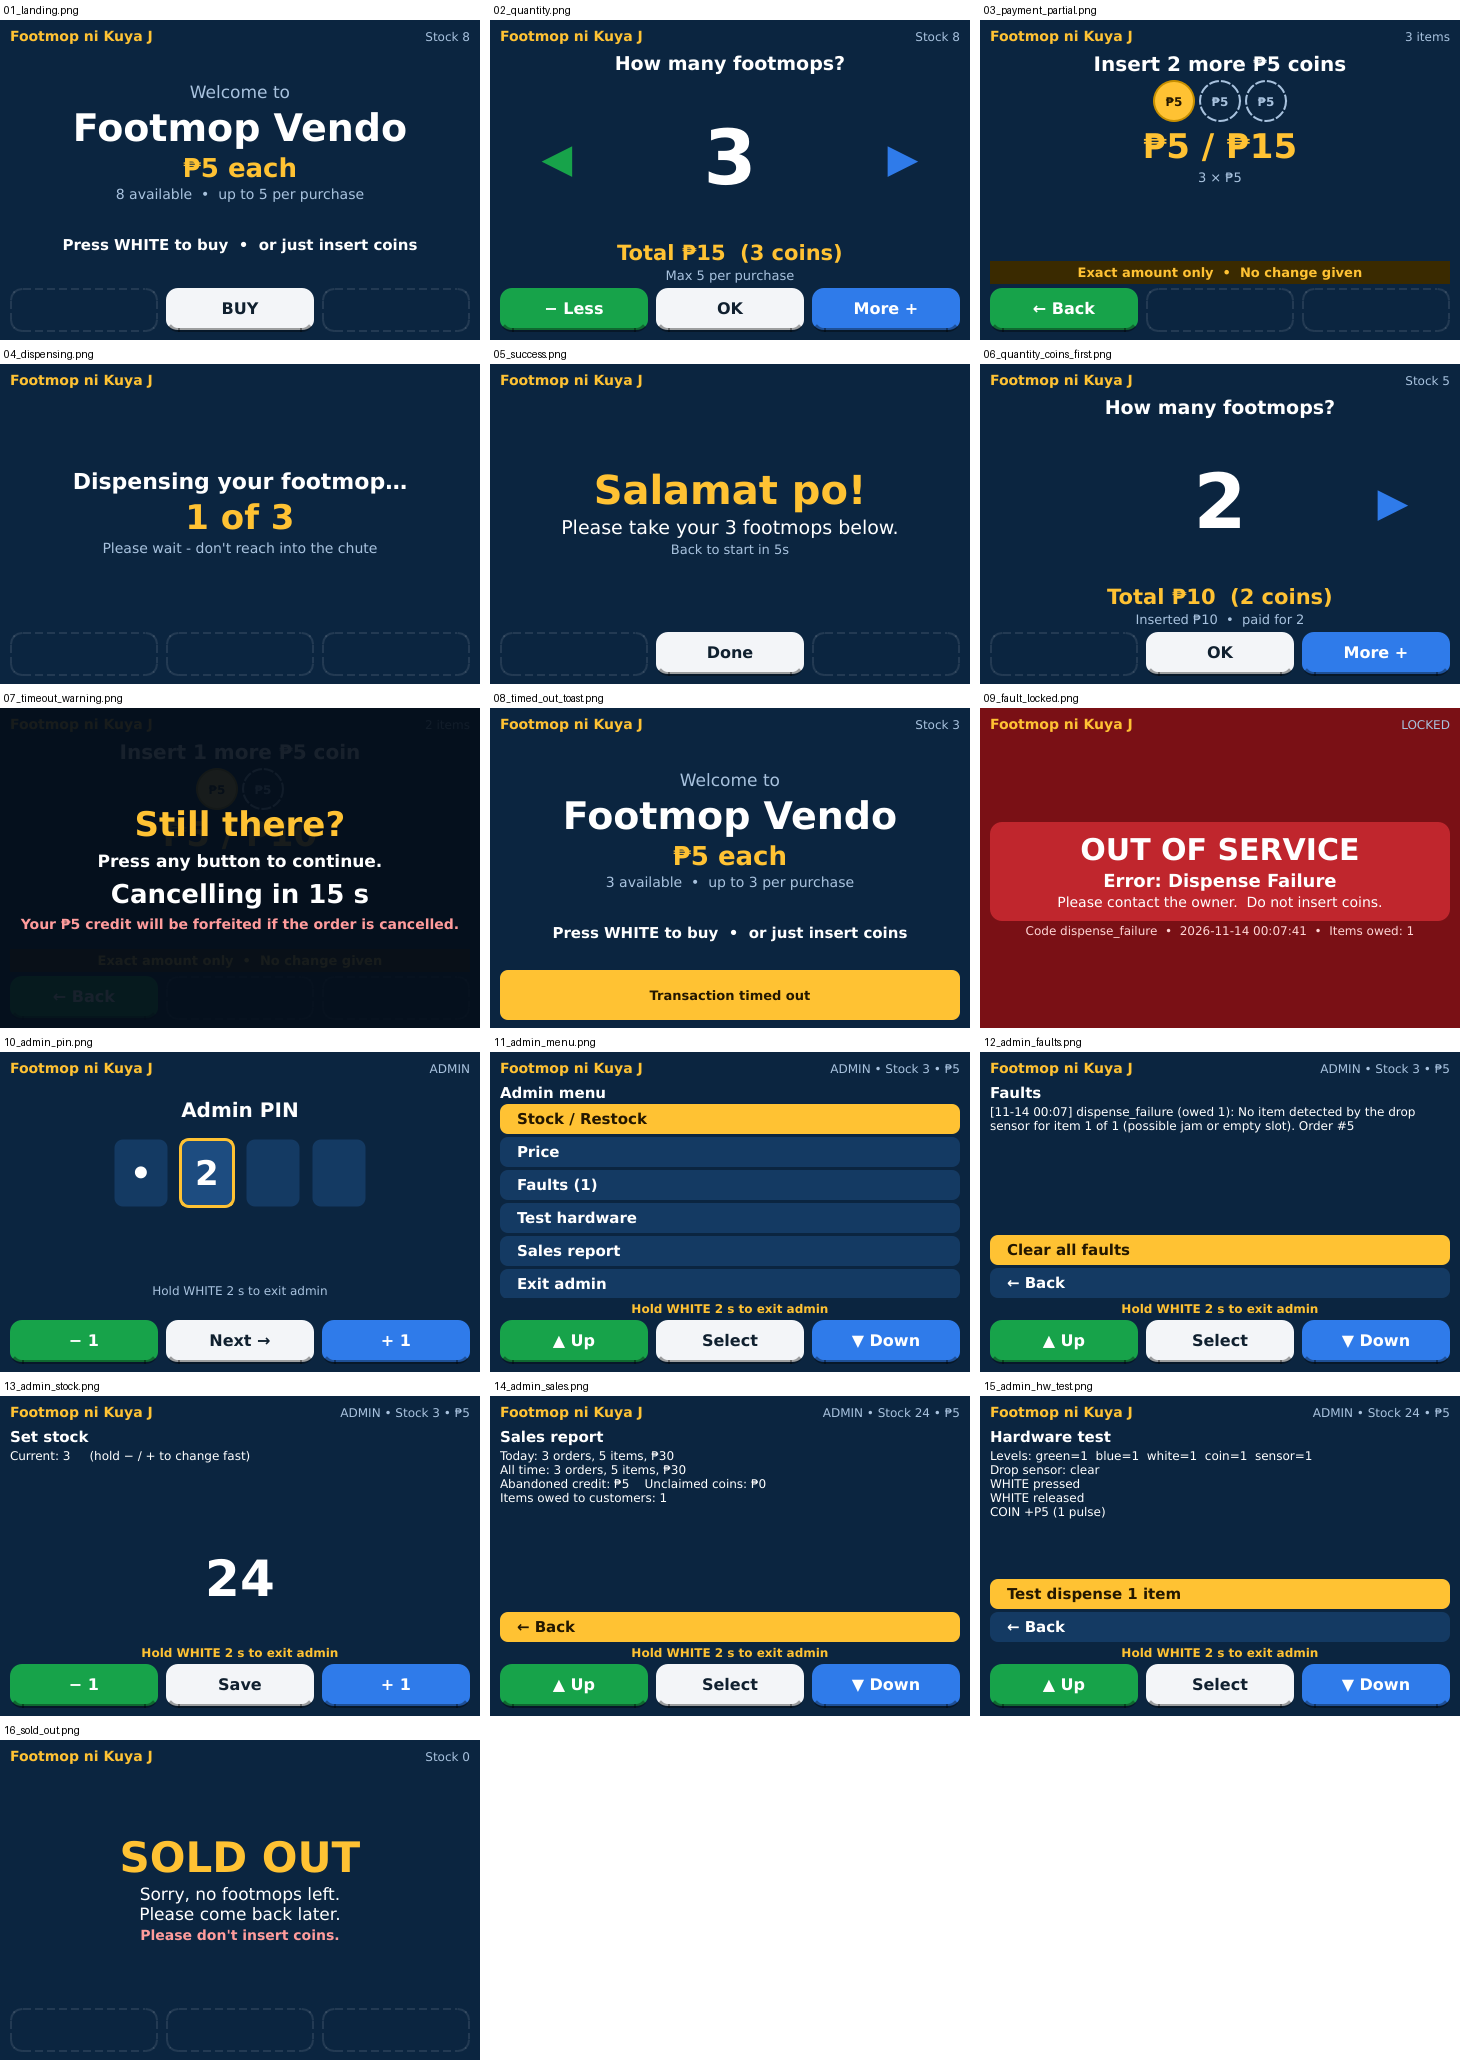 01_landing.png
Footmop ni Kuya J
Stock 8
Welcome to
Footmop Vendo
₱5 each
8 available • up to 5 per purchase
Press WHITE to buy • or just insert coins
BUY
02_quantity.png
Footmop ni Kuya J
Stock 8
How many footmops?
◀ 3 ▶
Total ₱15 (3 coins)
Max 5 per purchase
− Less
OK
More +
03_payment_partial.png
Footmop ni Kuya J
3 items
Insert 2 more ₱5 coins
₱5 ₱5 ₱5
₱5 / ₱15
3 × ₱5
Exact amount only • No change given
← Back
04_dispensing.png
Footmop ni Kuya J
Dispensing your footmop…
1 of 3
Please wait - don't reach into the chute
05_success.png
Footmop ni Kuya J
Salamat po!
Please take your 3 footmops below.
Back to start in 5s
Done
06_quantity_coins_first.png
Footmop ni Kuya J
Stock 5
How many footmops?
2 ▶
Total ₱10 (2 coins)
Inserted ₱10 • paid for 2
OK
More +
07_timeout_warning.png
Footmop ni Kuya J
2 items
Insert 1 more ₱5 coin
₱5 ₱5
Still there?
Press any button to continue.
Cancelling in 15 s
Your ₱5 credit will be forfeited if the order is cancelled.
Exact amount only • No change given
← Back
08_timed_out_toast.png
Footmop ni Kuya J
Stock 3
Welcome to
Footmop Vendo
₱5 each
3 available • up to 3 per purchase
Press WHITE to buy • or just insert coins
Transaction timed out
09_fault_locked.png
Footmop ni Kuya J
LOCKED
OUT OF SERVICE
Error: Dispense Failure
Please contact the owner. Do not insert coins.
Code dispense_failure • 2026-11-14 00:07:41 • Items owed: 1
10_admin_pin.png
Footmop ni Kuya J
ADMIN
Admin PIN
• 2
Hold WHITE 2 s to exit admin
− 1
Next →
+ 1
11_admin_menu.png
Footmop ni Kuya J
ADMIN • Stock 3 • ₱5
Admin menu
Stock / Restock
Price
Faults (1)
Test hardware
Sales report
Exit admin
Hold WHITE 2 s to exit admin
▲ Up
Select
▼ Down
12_admin_faults.png
Footmop ni Kuya J
ADMIN • Stock 3 • ₱5
Faults
[11-14 00:07] dispense_failure (owed 1): No item detected by the drop
sensor for item 1 of 1 (possible jam or empty slot). Order #5
Clear all faults
← Back
Hold WHITE 2 s to exit admin
▲ Up
Select
▼ Down
13_admin_stock.png
Footmop ni Kuya J
ADMIN • Stock 3 • ₱5
Set stock
Current: 3 (hold − / + to change fast)
24
Hold WHITE 2 s to exit admin
− 1
Save
+ 1
14_admin_sales.png
Footmop ni Kuya J
ADMIN • Stock 24 • ₱5
Sales report
Today: 3 orders, 5 items, ₱30
All time: 3 orders, 5 items, ₱30
Abandoned credit: ₱5 Unclaimed coins: ₱0
Items owed to customers: 1
← Back
Hold WHITE 2 s to exit admin
▲ Up
Select
▼ Down
15_admin_hw_test.png
Footmop ni Kuya J
ADMIN • Stock 24 • ₱5
Hardware test
Levels: green=1 blue=1 white=1 coin=1 sensor=1
Drop sensor: clear
WHITE pressed
WHITE released
COIN +P5 (1 pulse)
Test dispense 1 item
← Back
Hold WHITE 2 s to exit admin
▲ Up
Select
▼ Down
16_sold_out.png
Footmop ni Kuya J
Stock 0
SOLD OUT
Sorry, no footmops left.
Please come back later.
Please don't insert coins.